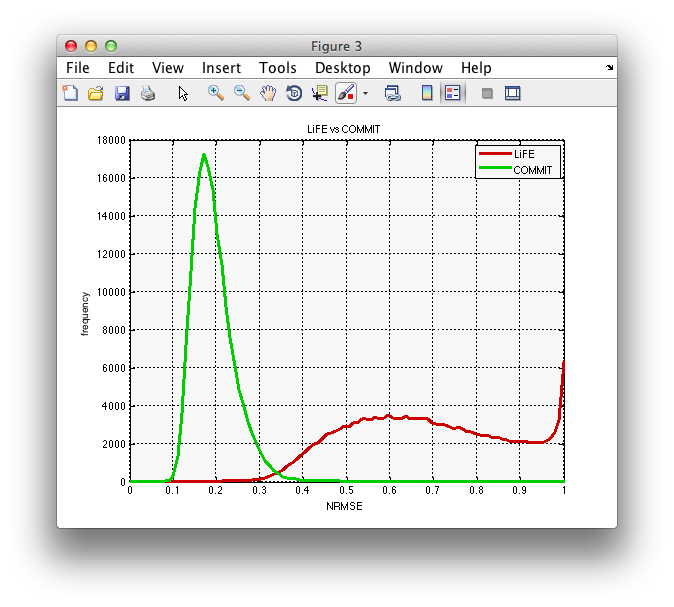 Figure 3
File Edit View Insert Tools Desktop Window Help
LiFE vs COMMIT
LiFE
COMMIT
frequency
18000
16000
14000
12000
10000
8000
6000
4000
2000
0
0 0.1 0.2 0.3 0.4 0.5 0.6 0.7 0.8 0.9 1
NRMSE